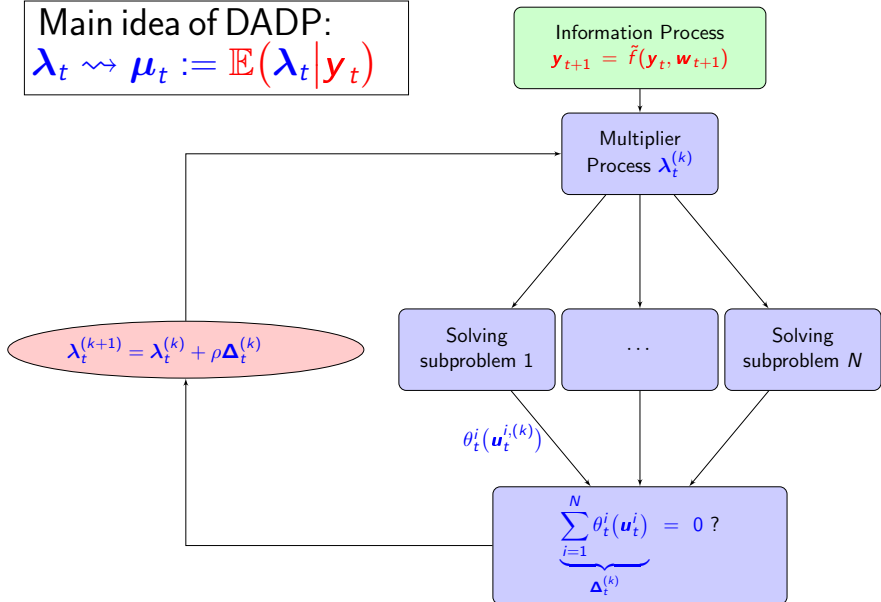 Main idea of DADP:
λ_t ⇝ μ_t := 𝔼(λ_t|y_t)
Information Process
y_{t+1} = f̃(y_t, w_{t+1})
Multiplier
Process λ_t^{(k)}
λ_t^{(k+1)} = λ_t^{(k)} + ρΔ_t^{(k)}
Solving
subproblem 1
...
Solving
subproblem N
θ_t^i(u_t^{i,(k)})
∑_{i=1}^{N} θ_t^i(u_t^i) = 0 ?
Δ_t^{(k)}